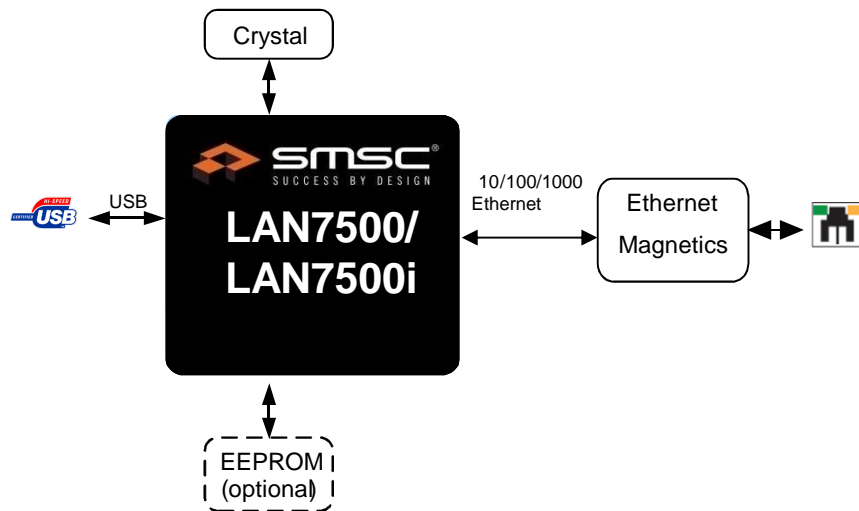 Crystal
SMSC®
SUCCESS BY DESIGN
HI-SPEED
CERTIFIED USB
USB
LAN7500/
LAN7500i
10/100/1000
Ethernet
Ethernet
Magnetics
EEPROM
(optional)